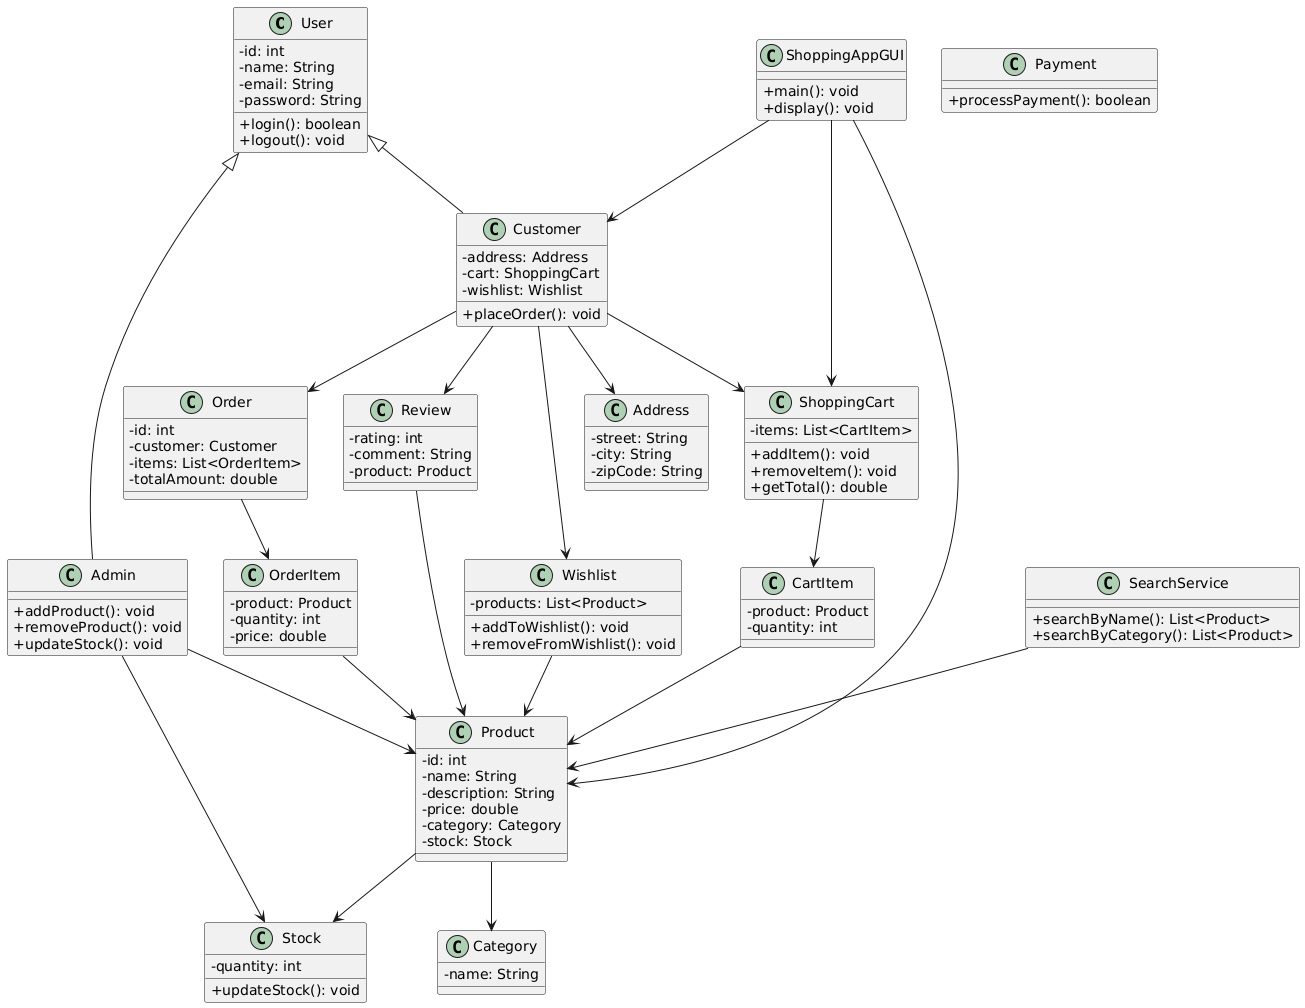 C User
-id: int
-name: String
-email: String
-password: String
+login(): boolean
+logout(): void
C ShoppingAppGUI
+main(): void
+display(): void
C Payment
+processPayment(): boolean
C Customer
-address: Address
-cart: ShoppingCart
-wishlist: Wishlist
+placeOrder(): void
C Order
-id: int
-customer: Customer
-items: List<OrderItem>
-totalAmount: double
C Review
-rating: int
-comment: String
-product: Product
C Address
-street: String
-city: String
-zipCode: String
C ShoppingCart
-items: List<CartItem>
+addItem(): void
+removeItem(): void
+getTotal(): double
C Admin
+addProduct(): void
+removeProduct(): void
+updateStock(): void
C OrderItem
-product: Product
-quantity: int
-price: double
C Wishlist
-products: List<Product>
+addToWishlist(): void
+removeFromWishlist(): void
C CartItem
-product: Product
-quantity: int
C SearchService
+searchByName(): List<Product>
+searchByCategory(): List<Product>
C Product
-id: int
-name: String
-description: String
-price: double
-category: Category
-stock: Stock
C Stock
-quantity: int
+updateStock(): void
C Category
-name: String